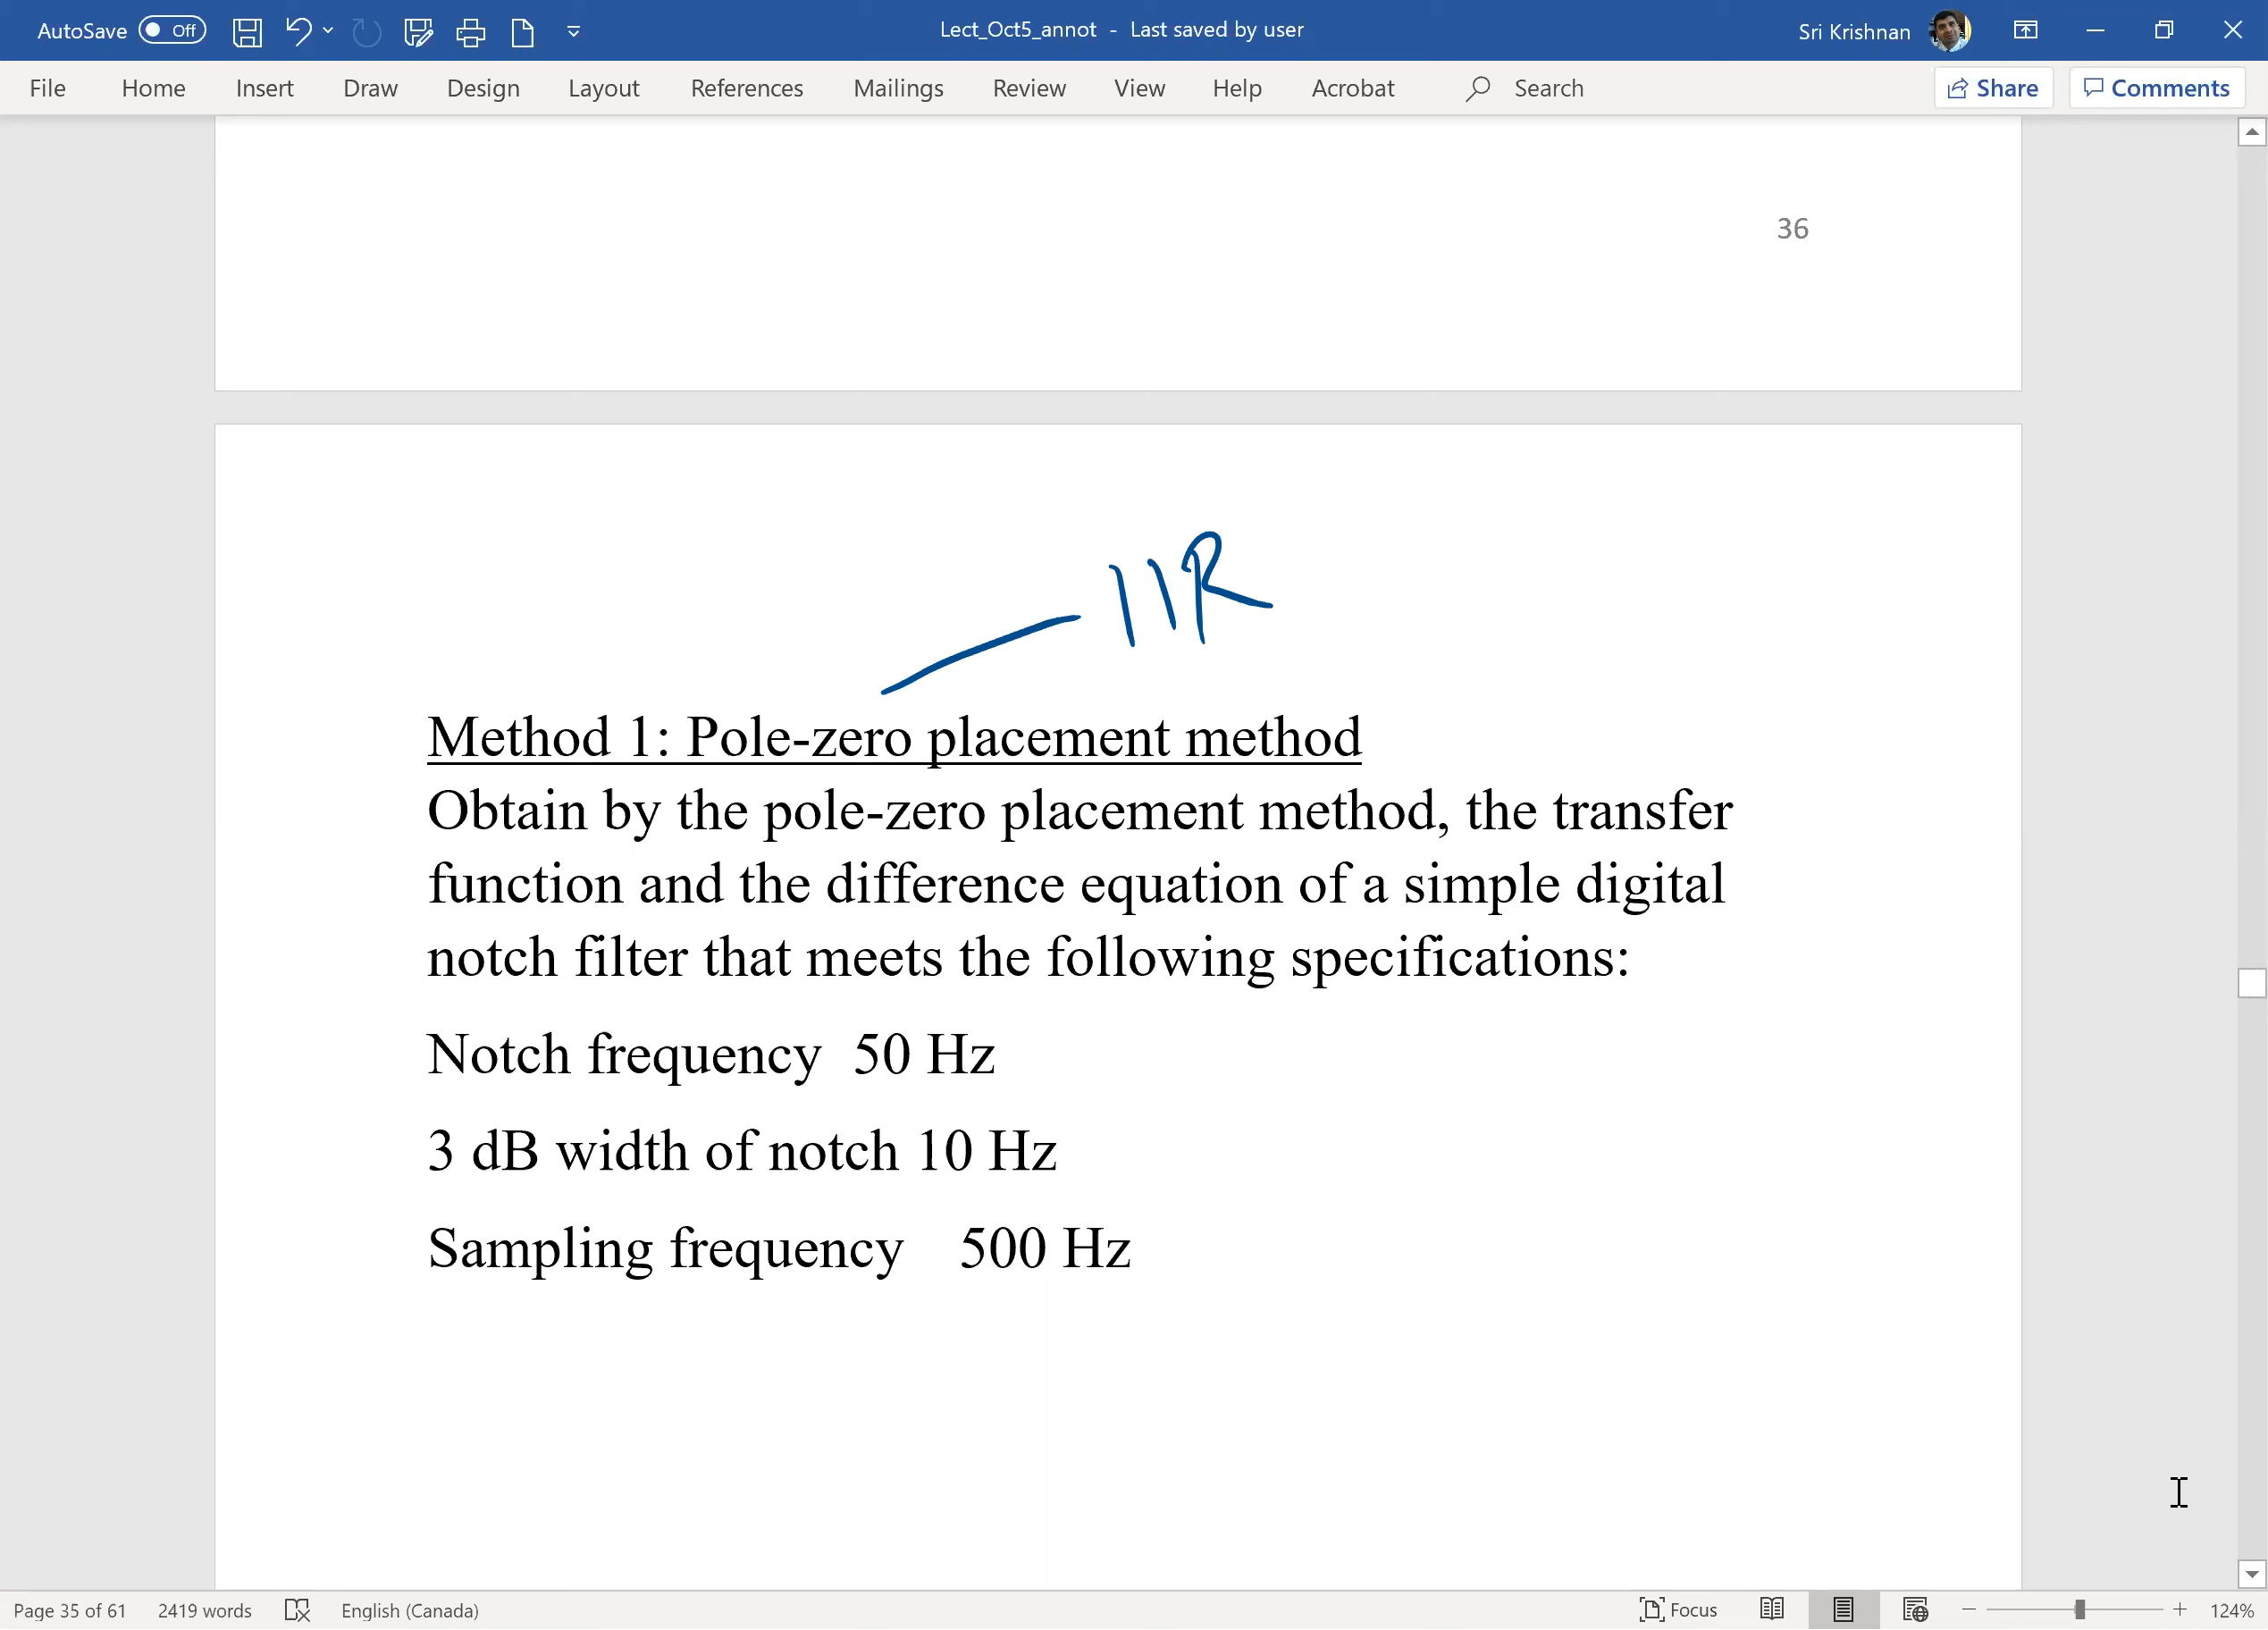 AutoSave Off Lect_Oct5_annot - Last saved by user Sri Krishnan
File Home Insert Draw Design Layout References Mailings Review View Help Acrobat Search Share Comments
36
IIR
Method 1: Pole-zero placement method
Obtain by the pole-zero placement method, the transfer
function and the difference equation of a simple digital
notch filter that meets the following specifications:
Notch frequency 50 Hz
3 dB width of notch 10 Hz
Sampling frequency 500 Hz
Page 35 of 61 2419 words English (Canada) Focus 124%